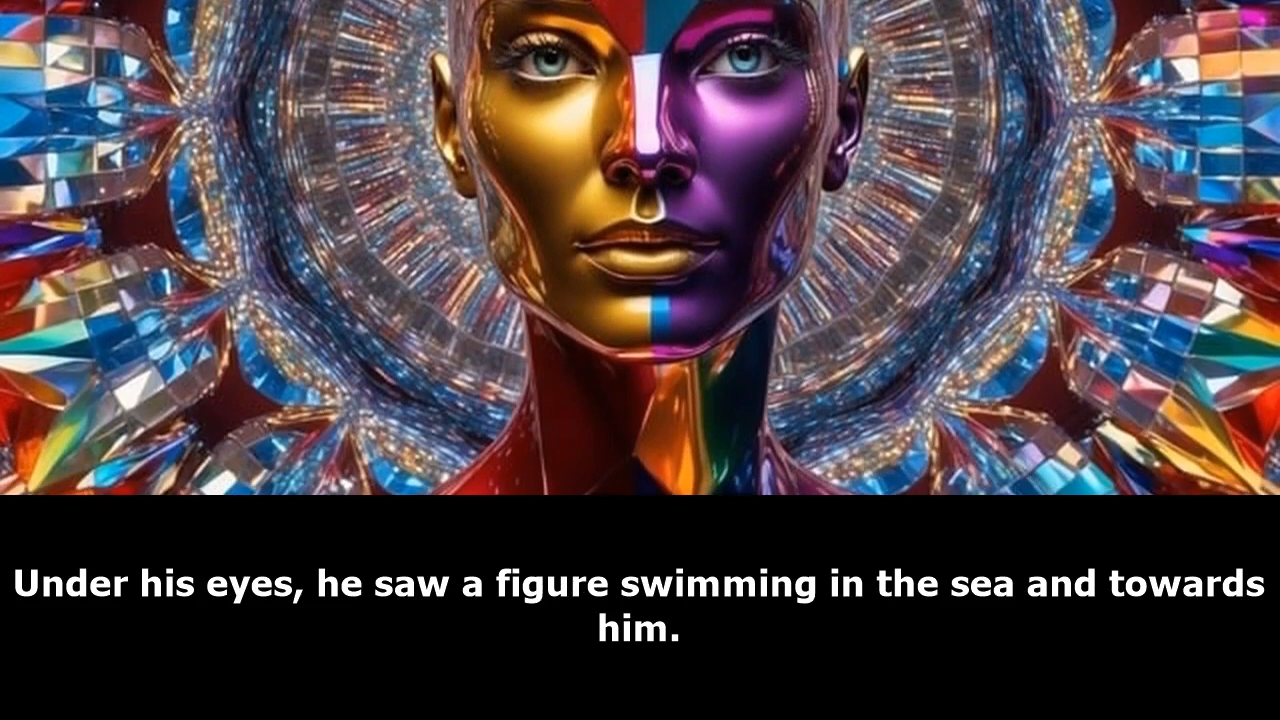 Under his eyes, he saw a figure swimming in the sea and towards
him.